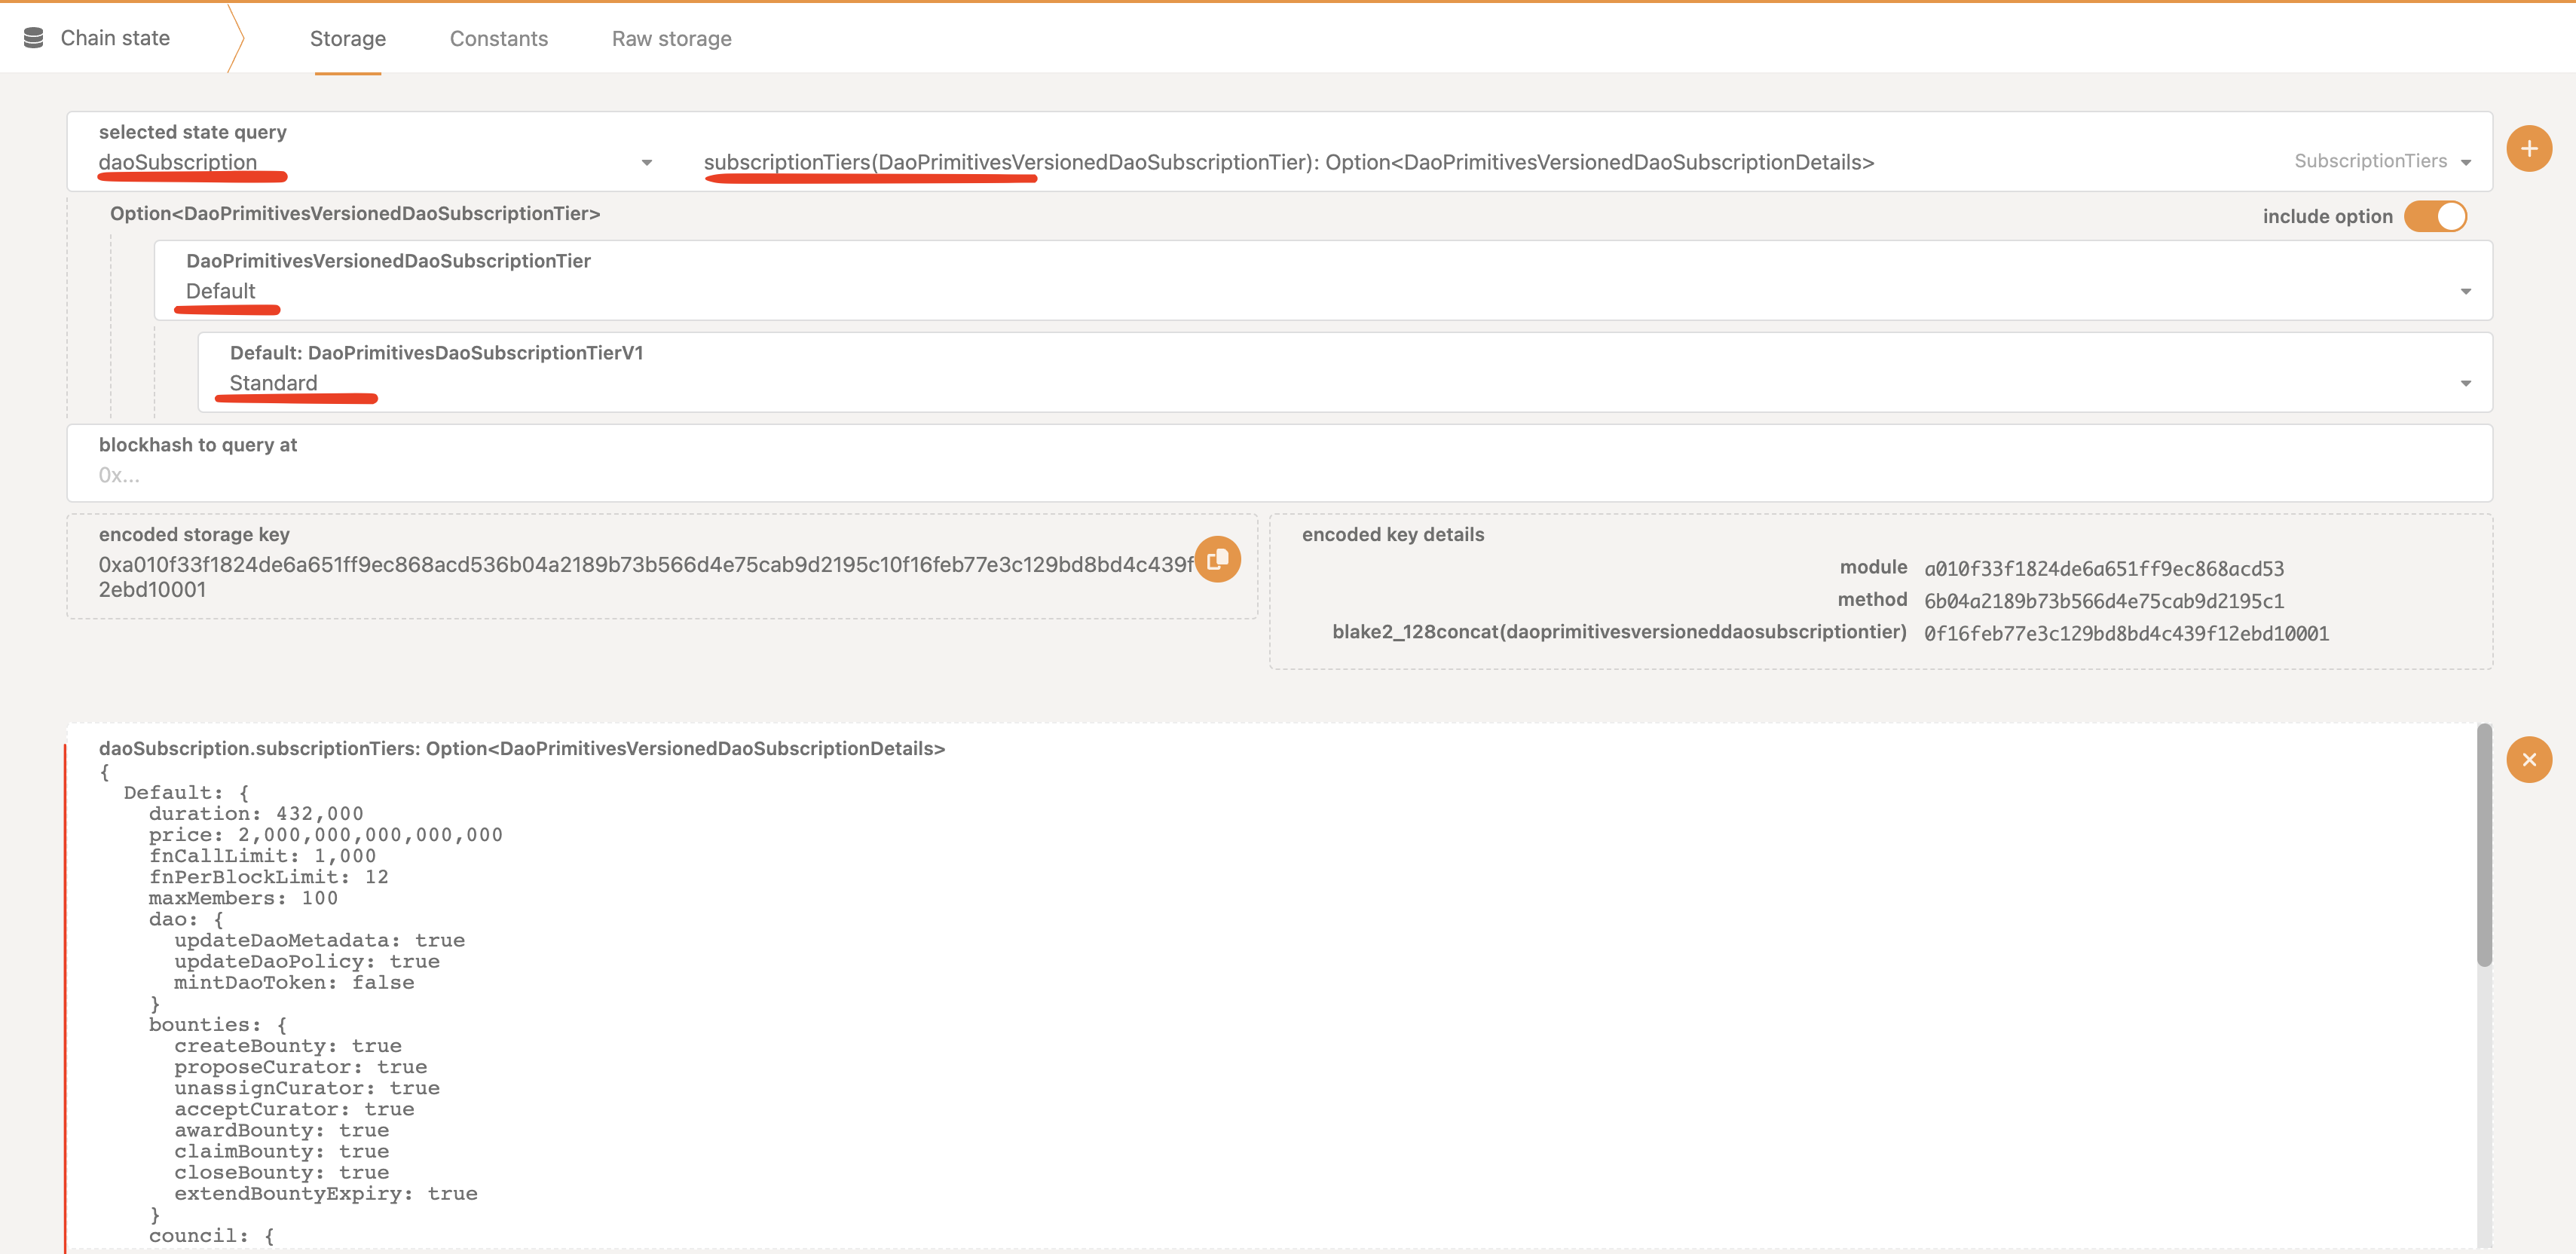 Chain state
Storage
Constants
Raw storage
selected state query
daoSubscription
subscriptionTiers(DaoPrimitivesVersionedDaoSubscriptionTier): Option<DaoPrimitivesVersionedDaoSubscriptionDetails>
SubscriptionTiers
Option<DaoPrimitivesVersionedDaoSubscriptionTier>
include option
DaoPrimitivesVersionedDaoSubscriptionTier
Default
Default: DaoPrimitivesDaoSubscriptionTierV1
Standard
blockhash to query at
0x...
encoded storage key
0xa010f33f1824de6a651ff9ec868acd536b04a2189b73b566d4e75cab9d2195c10f16feb77e3c129bd8bd4c439f
2ebd10001
encoded key details
module a010f33f1824de6a651ff9ec868acd53
method 6b04a2189b73b566d4e75cab9d2195c1
blake2_128concat(daoprimitivesversioneddaosubscriptiontier) 0f16feb77e3c129bd8bd4c439f12ebd10001
daoSubscription.subscriptionTiers: Option<DaoPrimitivesVersionedDaoSubscriptionDetails>
{
Default: {
duration: 432,000
price: 2,000,000,000,000,000
fnCallLimit: 1,000
fnPerBlockLimit: 12
maxMembers: 100
dao: {
updateDaoMetadata: true
updateDaoPolicy: true
mintDaoToken: false
}
bounties: {
createBounty: true
proposeCurator: true
unassignCurator: true
acceptCurator: true
awardBounty: true
claimBounty: true
closeBounty: true
extendBountyExpiry: true
}
council: {